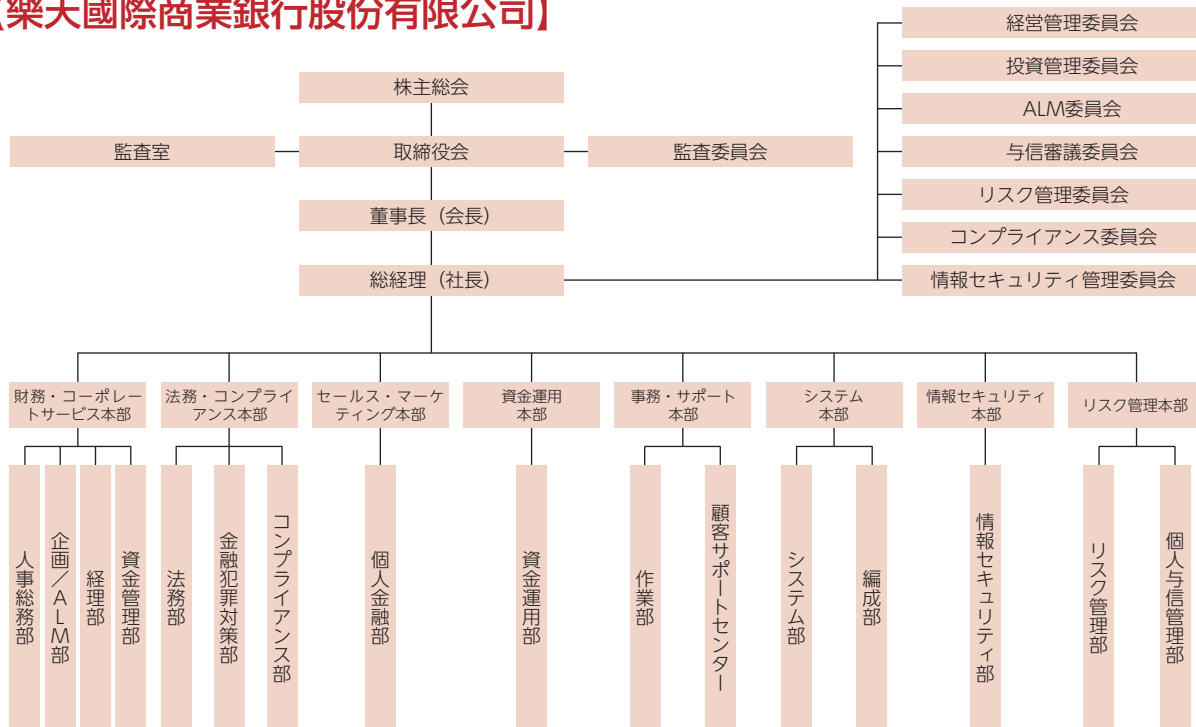 【樂天國際商業銀行股份有限公司】
経営管理委員会
投資管理委員会
株主総会
ALM委員会
監査室
取締役会
監査委員会
与信審議委員会
リスク管理委員会
董事長（会長）
コンプライアンス委員会
総経理（社長）
情報セキュリティ管理委員会
財務・コーポレー
トサービス本部
法務・コンプライ
アンス本部
セールス・マーケ
ティング本部
資金運用
本部
事務・サポート
本部
システム
本部
情報セキュリティ
本部
リスク管理本部
人事総務部
企画／ALM部
経理部
資金管理部
法務部
金融犯罪対策部
コンプライアンス部
個人金融部
資金運用部
作業部
顧客サポートセンター
システム部
編成部
情報セキュリティ部
リスク管理部
個人与信管理部